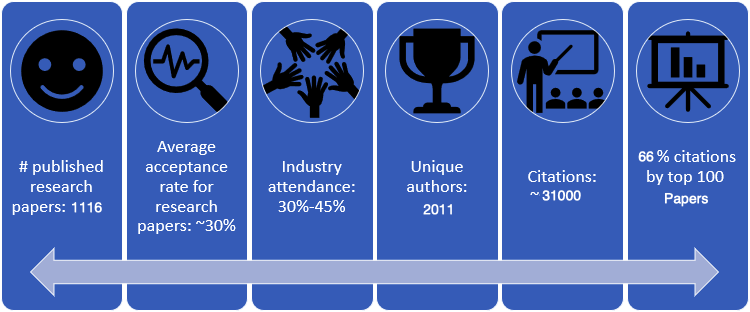 # published
research
papers: 1116
Average
acceptance
rate for
research
papers: ~30%
Industry
attendance:
30%-45%
Unique
authors:
2011
Citations:
~ 31000
66 % citations
by top 100
Papers